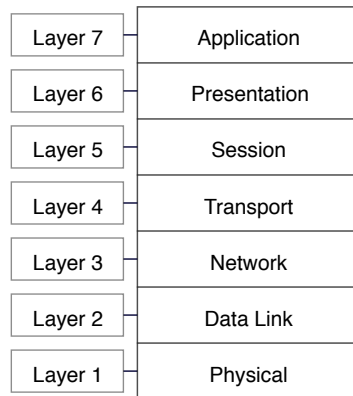 Layer 7 Application
Layer 6 Presentation
Layer 5 Session
Layer 4 Transport
Layer 3 Network
Layer 2 Data Link
Layer 1 Physical